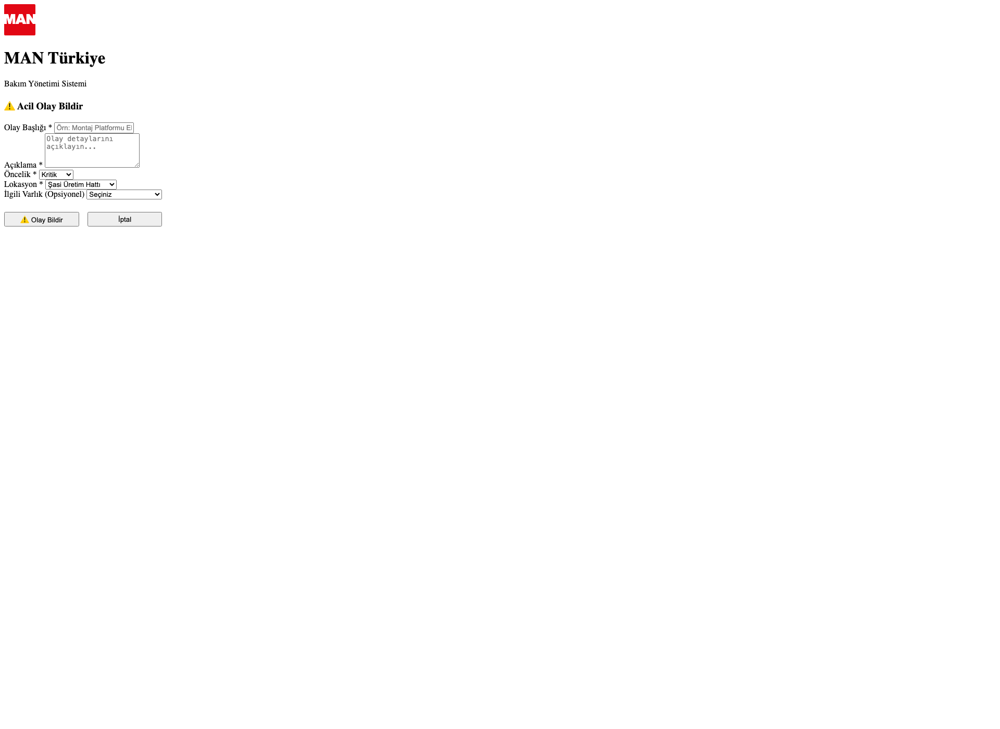 MAN
MAN Türkiye
Bakım Yönetimi Sistemi
⚠️ Acil Olay Bildir
Olay Başlığı * Örn: Montaj Platformu El
Olay detaylarını
açıklayın...
Açıklama *
Öncelik * Kritik
Lokasyon * Şasi Üretim Hattı
İlgili Varlık (Opsiyonel) Seçiniz
⚠️ Olay Bildir İptal